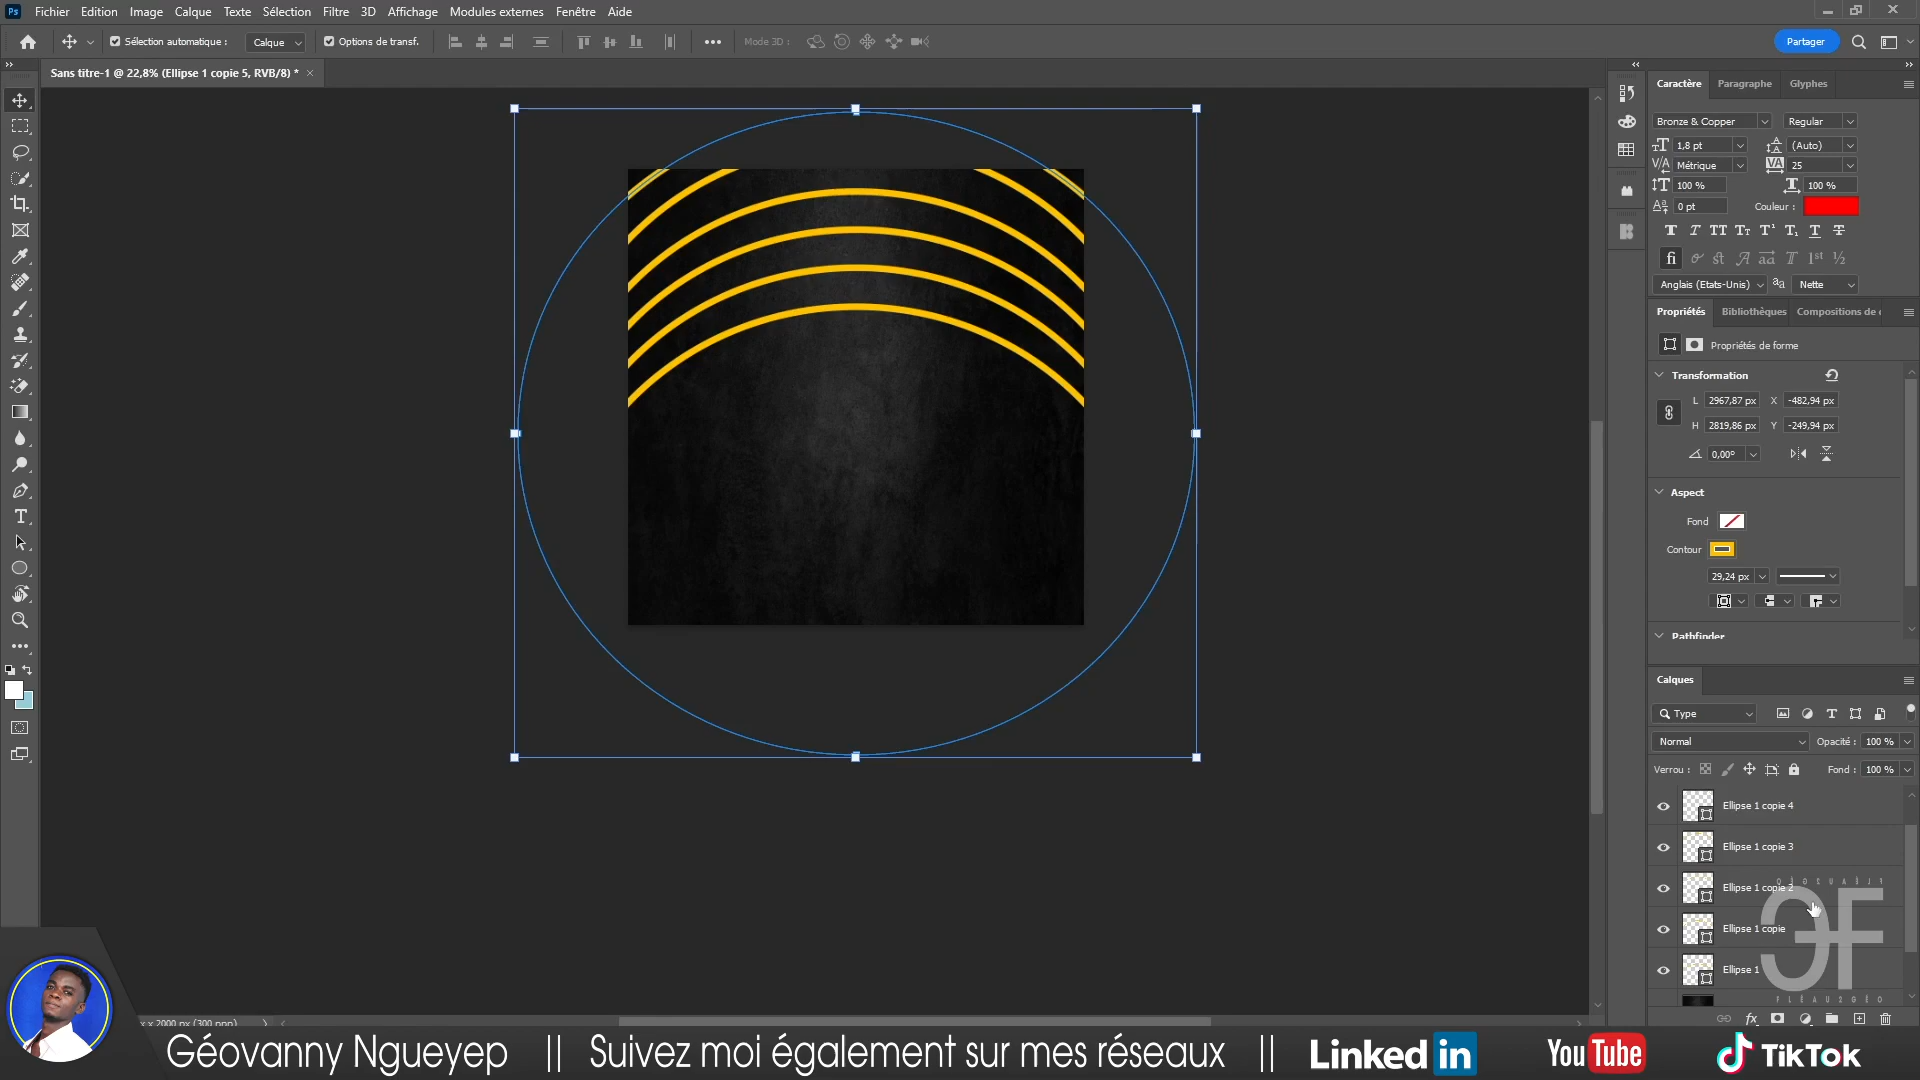 Ps Fichier Edition Image Calque Texte Sélection Filtre 3D Affichage Modules externes Fenêtre Aide
Sélection automatique : Calque Options de transf. Mode 3D : Partager
Sans titre-1 @ 22,8% (Ellipse 1 copie 5, RVB/8) * ×
Caractère Paragraphe Glyphes
Bronze & Copper Regular
1,8 pt (Auto)
Métrique 25
100 % 100 %
0 pt Couleur :
Anglais (Etats-Unis) aa Nette
Propriétés Bibliothèques Compositions de
Propriétés de forme
Transformation
L 2967,87 px X -482,94 px
H 2819,86 px Y -249,94 px
0,00°
Aspect
Fond
Contour
29,24 px
Pathfinder
Calques
Type
Normal Opacité : 100 %
Verrou : Fond : 100 %
Ellipse 1 copie 4
Ellipse 1 copie 3
Ellipse 1 copie 2
Ellipse 1 copie
Ellipse 1
x 2000 px (300 ppp)
Géovanny Ngueyep || Suivez moi également sur mes réseaux || Linked in YouTube TikTok